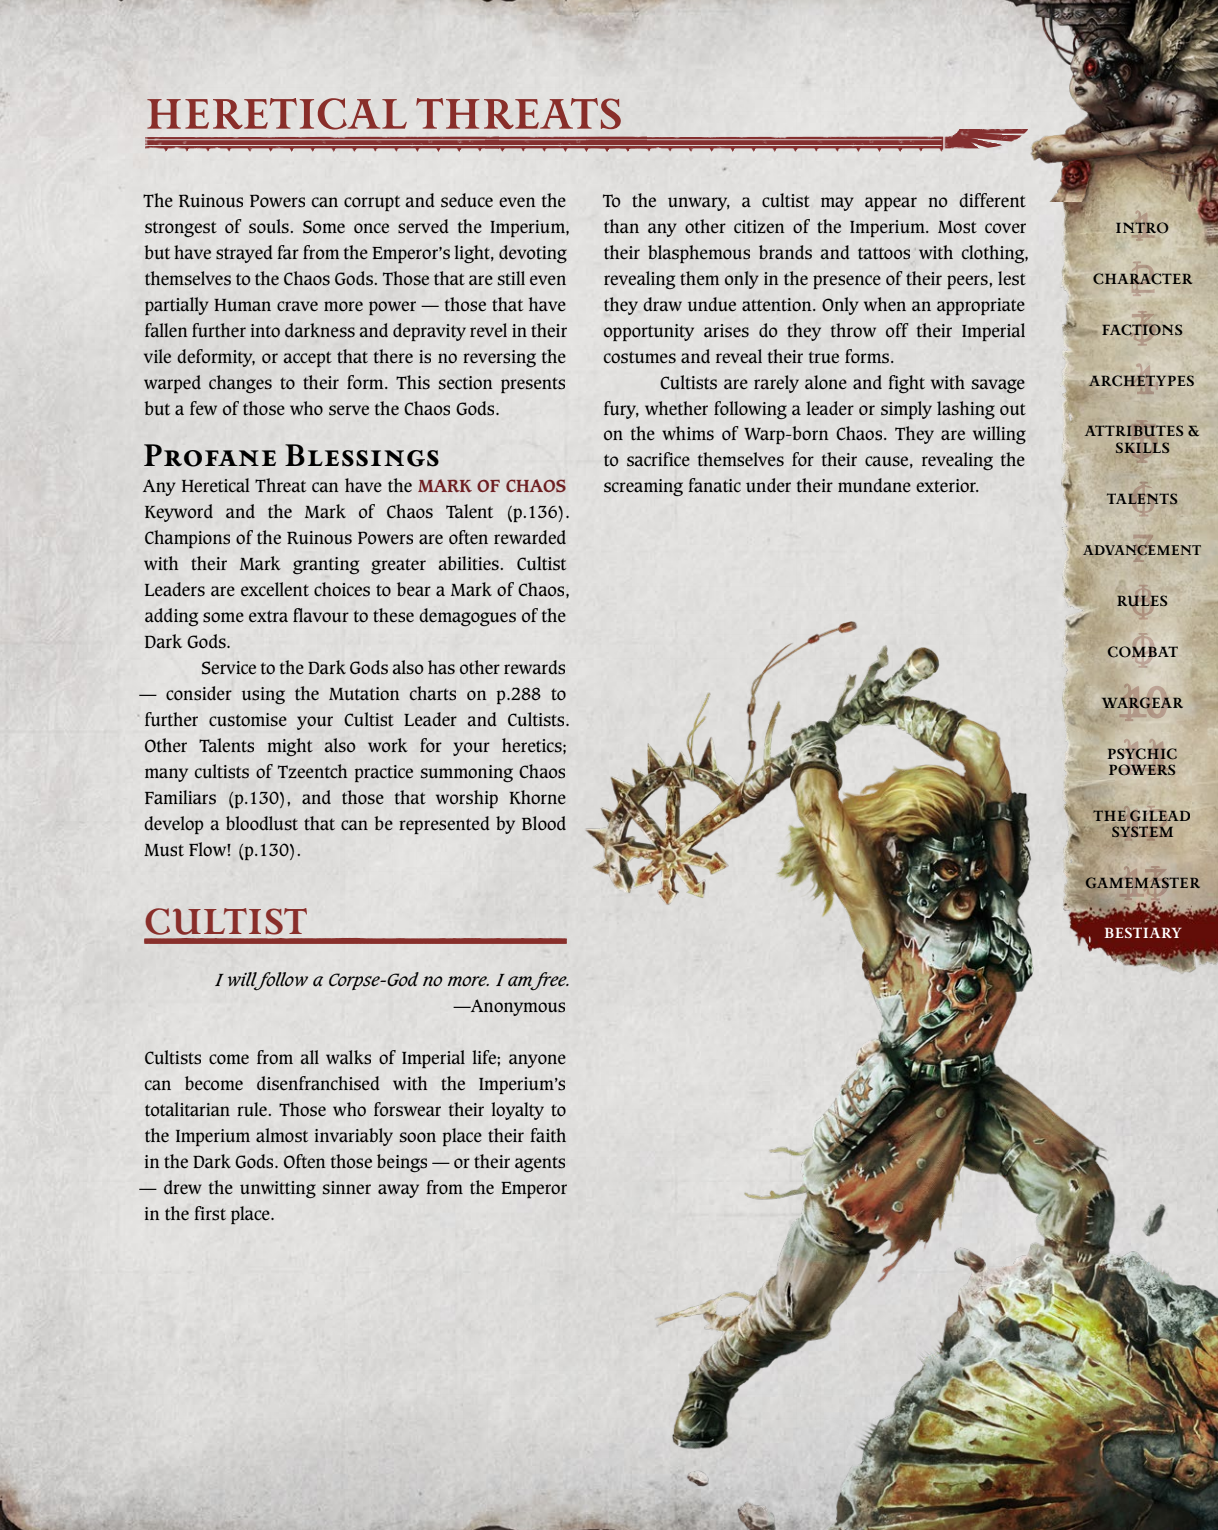 HERETICAL THREATS
The Ruinous Powers can corrupt and seduce even the
strongest of souls. Some once served the Imperium,
but have strayed far from the Emperor's light, devoting
themselves to the Chaos Gods. Those that are still even
partially Human crave more power — those that have
fallen further into darkness and depravity revel in their
vile deformity, or accept that there is no reversing the
warped changes to their form. This section presents
but a few of those who serve the Chaos Gods.
PROFANE BLESSINGS
Any Heretical Threat can have the MARK OF CHAOS
Keyword and the Mark of Chaos Talent (p.136).
Champions of the Ruinous Powers are often rewarded
with their Mark granting greater abilities. Cultist
Leaders are excellent choices to bear a Mark of Chaos,
adding some extra flavour to these demagogues of the
Dark Gods.
Service to the Dark Gods also has other rewards
— consider using the Mutation charts on p.288 to
further customise your Cultist Leader and Cultists.
Other Talents might also work for your heretics;
many cultists of Tzeentch practice summoning Chaos
Familiars (p.130), and those that worship Khorne
develop a bloodlust that can be represented by Blood
Must Flow! (p.130).
CULTIST
I will follow a Corpse-God no more. I am free.
—Anonymous
Cultists come from all walks of Imperial life; anyone
can become disenfranchised with the Imperium's
totalitarian rule. Those who forswear their loyalty to
the Imperium almost invariably soon place their faith
in the Dark Gods. Often those beings — or their agents
— drew the unwitting sinner away from the Emperor
in the first place.
To the unwary, a cultist may appear no different
than any other citizen of the Imperium. Most cover
their blasphemous brands and tattoos with clothing,
revealing them only in the presence of their peers, lest
they draw undue attention. Only when an appropriate
opportunity arises do they throw off their Imperial
costumes and reveal their true forms.
Cultists are rarely alone and fight with savage
fury, whether following a leader or simply lashing out
on the whims of Warp-born Chaos. They are willing
to sacrifice themselves for their cause, revealing the
screaming fanatic under their mundane exterior.
INTRO
CHARACTER
FACTIONS
ARCHETYPES
ATTRIBUTES &
SKILLS
TALENTS
ADVANCEMENT
RULES
COMBAT
WARGEAR
PSYCHIC
POWERS
THE GILEAD
SYSTEM
GAMEMASTER
BESTIARY